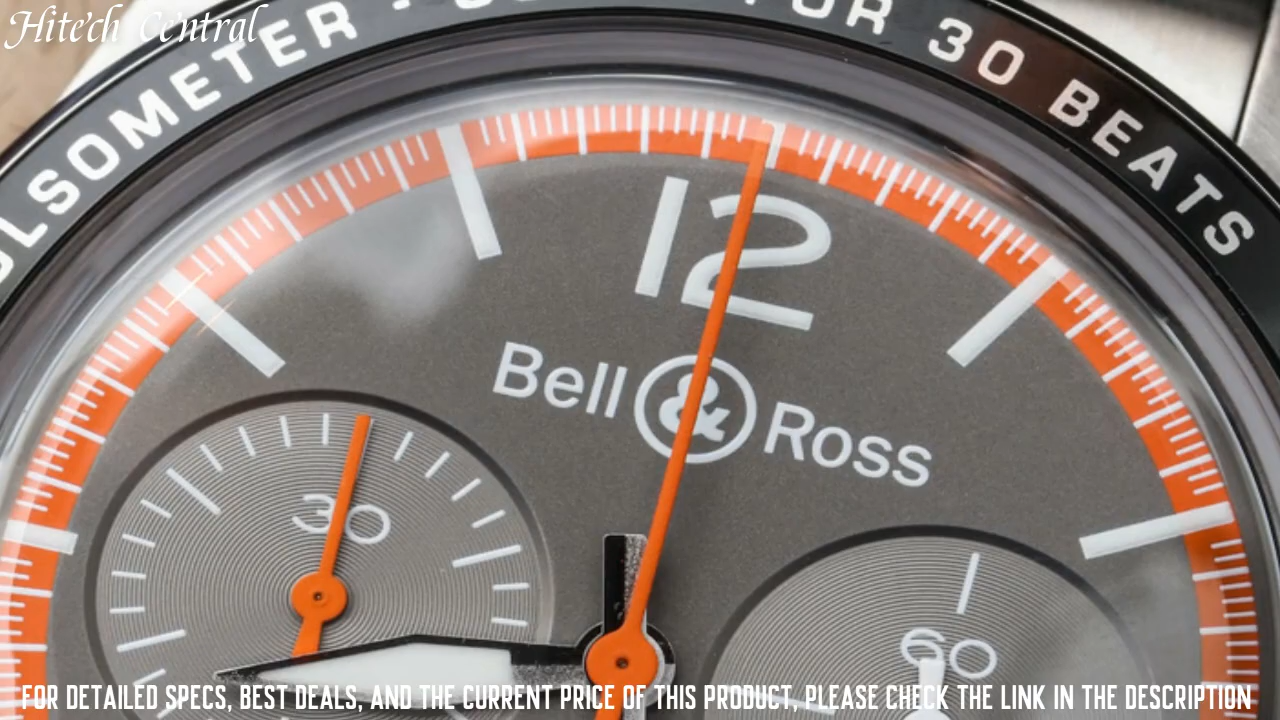 Hitech Central
SOMETER · 
FOR 30 BEATS
12
Bell & Ross
30
60
FOR DETAILED SPECS, BEST DEALS, AND THE CURRENT PRICE OF THIS PRODUCT, PLEASE CHECK THE LINK IN THE DESCRIPTION